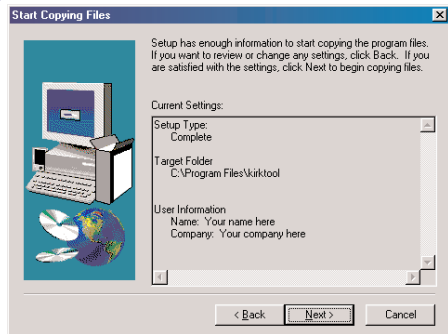 Start Copying Files
Setup has enough information to start copying the program files.
If you want to review or change any settings, click Back. If you
are satisfied with the settings, click Next to begin copying files.
Current Settings:
Setup Type:
Complete
Target Folder
C:\Program Files\kirktool
User Information
Name: Your name here
Company: Your company here
< Back
Next >
Cancel